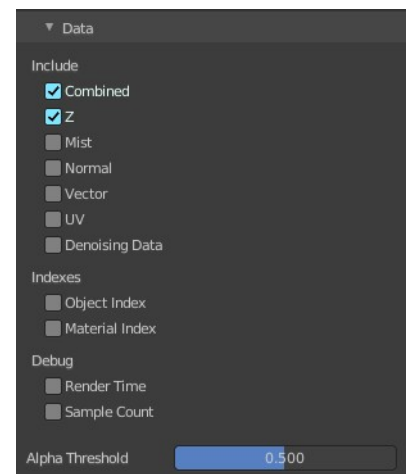 Data
Include
Combined
Z
Mist
Normal
Vector
UV
Denoising Data
Indexes
Object Index
Material Index
Debug
Render Time
Sample Count
Alpha Threshold 0.500